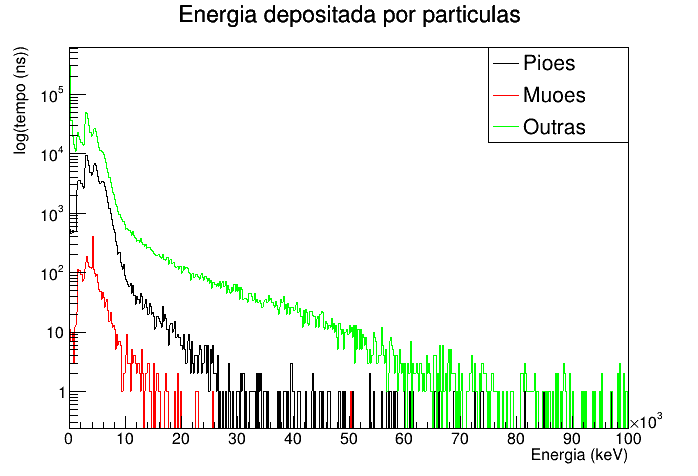 Energia depositada por particulas
log(tempo (ns))
Pioes
Muoes
Outras
10^5
10^4
10^3
10^2
10
1
0 10 20 30 40 50 60 70 80 90 100
×10^3
Energia (keV)